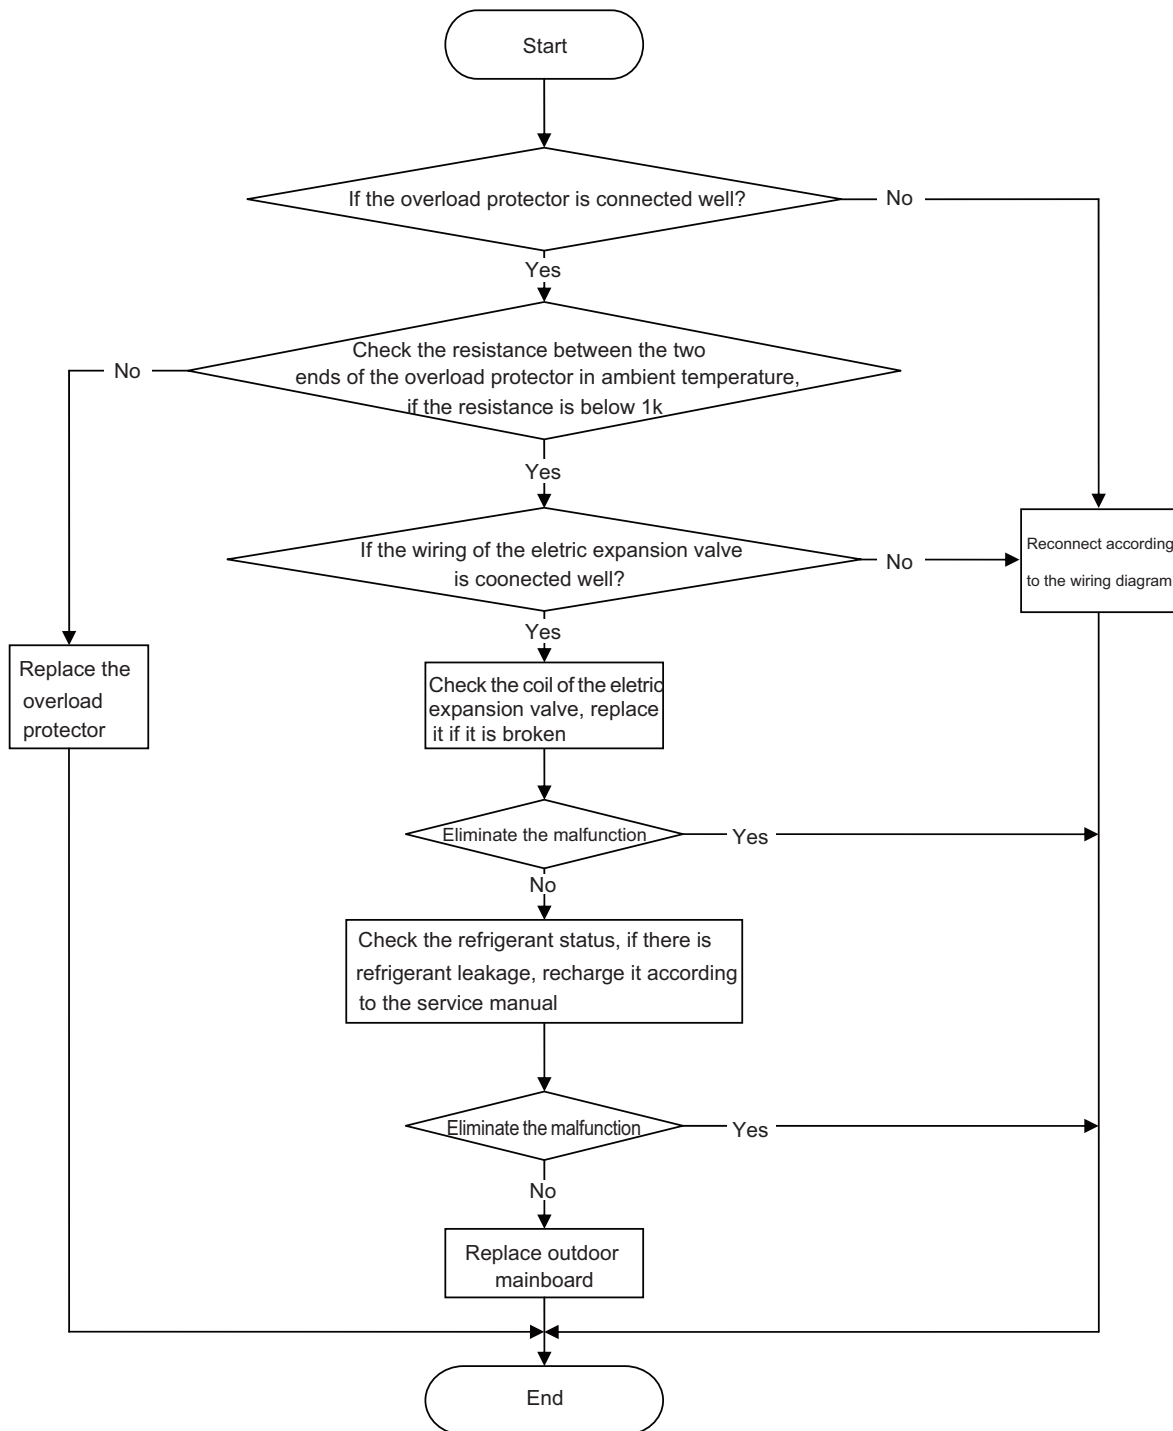 Start
If the overload protector is connected well?
No
Yes
Check the resistance between the two
ends of the overload protector in ambient temperature,
if the resistance is below 1k
No
Yes
If the wiring of the eletric expansion valve
is coonected well?
No
Reconnect according
to the wiring diagram
Yes
Replace the
overload
protector
Check the coil of the eletric
expansion valve, replace
it if it is broken
Eliminate the malfunction
Yes
No
Check the refrigerant status, if there is
refrigerant leakage, recharge it according
to the service manual
Eliminate the malfunction
Yes
No
Replace outdoor
mainboard
End